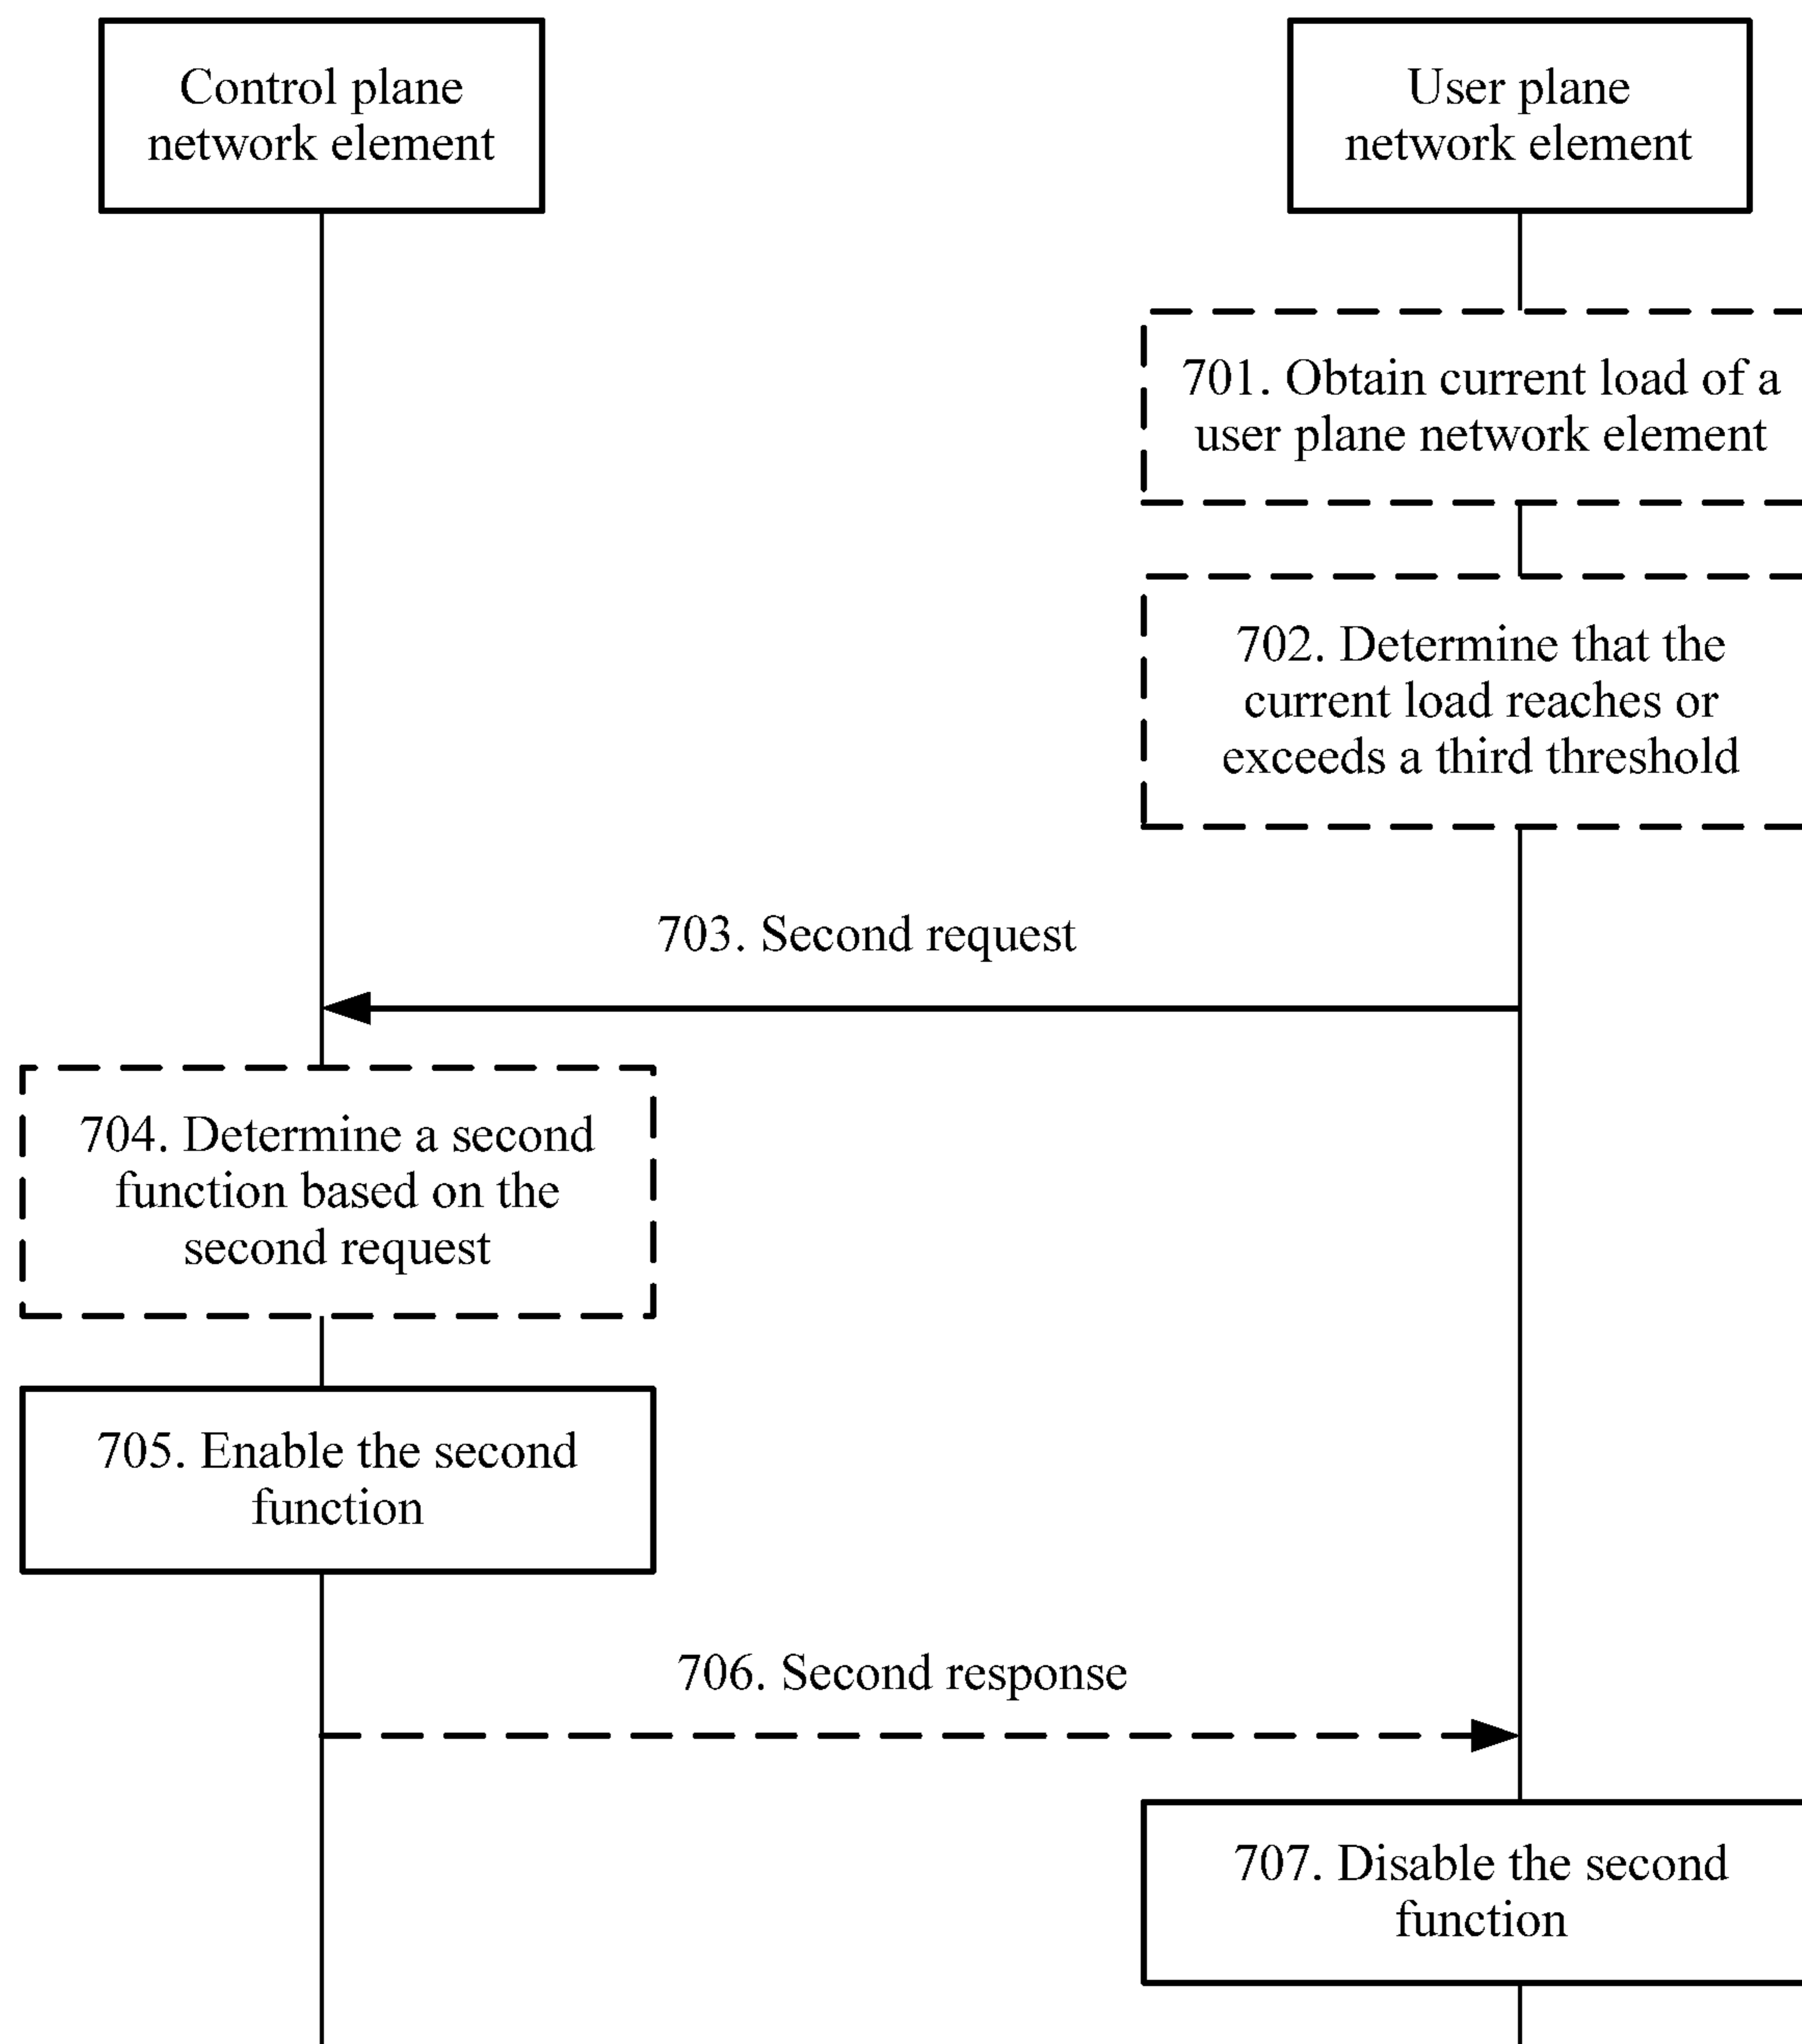 Control plane
network element
User plane
network element
701. Obtain current load of a
user plane network element
702. Determine that the
current load reaches or
exceeds a third threshold
703. Second request
704. Determine a second
function based on the
second request
705. Enable the second
function
706. Second response
707. Disable the second
function